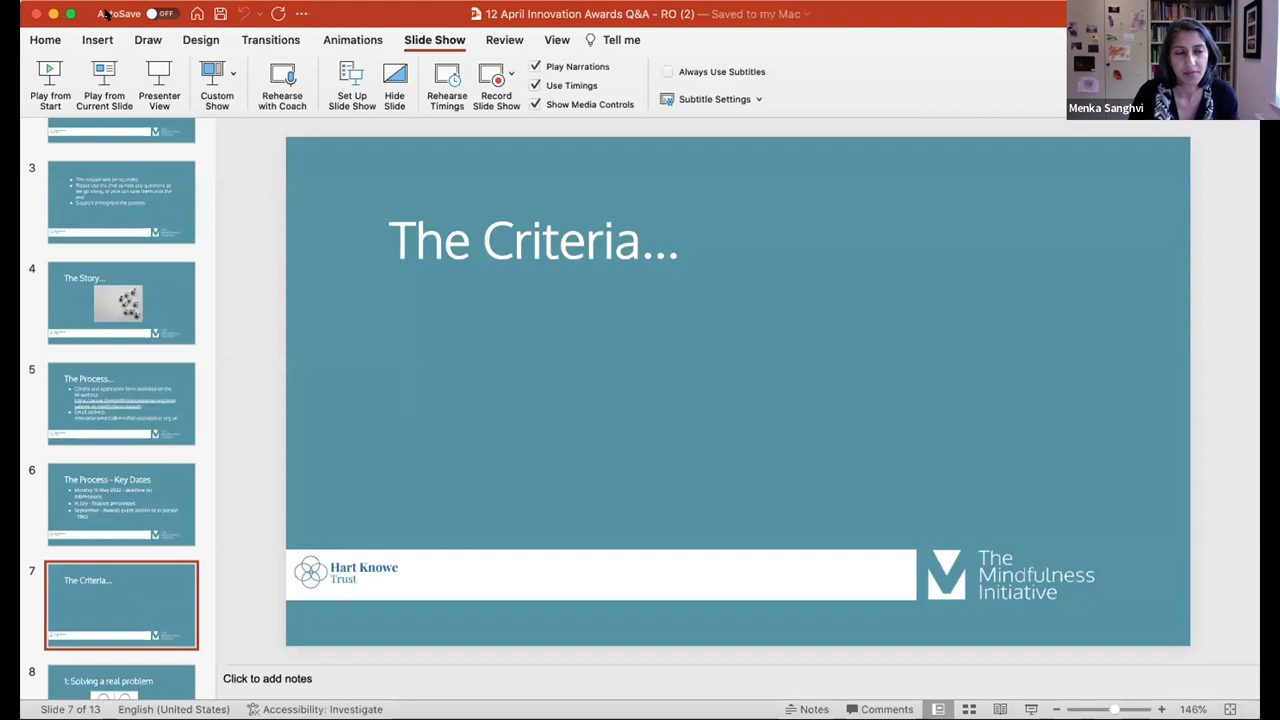 AutoSave OFF
12 April Innovation Awards Q&A - RO (2) — Saved to my Mac
Home Insert Draw Design Transitions Animations Slide Show Review View Tell me
Play from Start
Play from Current Slide
Presenter View
Custom Show
Rehearse with Coach
Set Up Slide Show
Hide Slide
Rehearse Timings
Record Slide Show
Play Narrations
Use Timings
Show Media Controls
Always Use Subtitles
Subtitle Settings
Menka Sanghvi
3
4
The Story...
5
The Process...
6
The Process - Key Dates
7
The Criteria...
8
1; Solving a real problem
The Criteria...
Hart Knowe
Trust
The
Mindfulness
Initiative
Click to add notes
Slide 7 of 13 English (United States) Accessibility: Investigate Notes Comments 146%